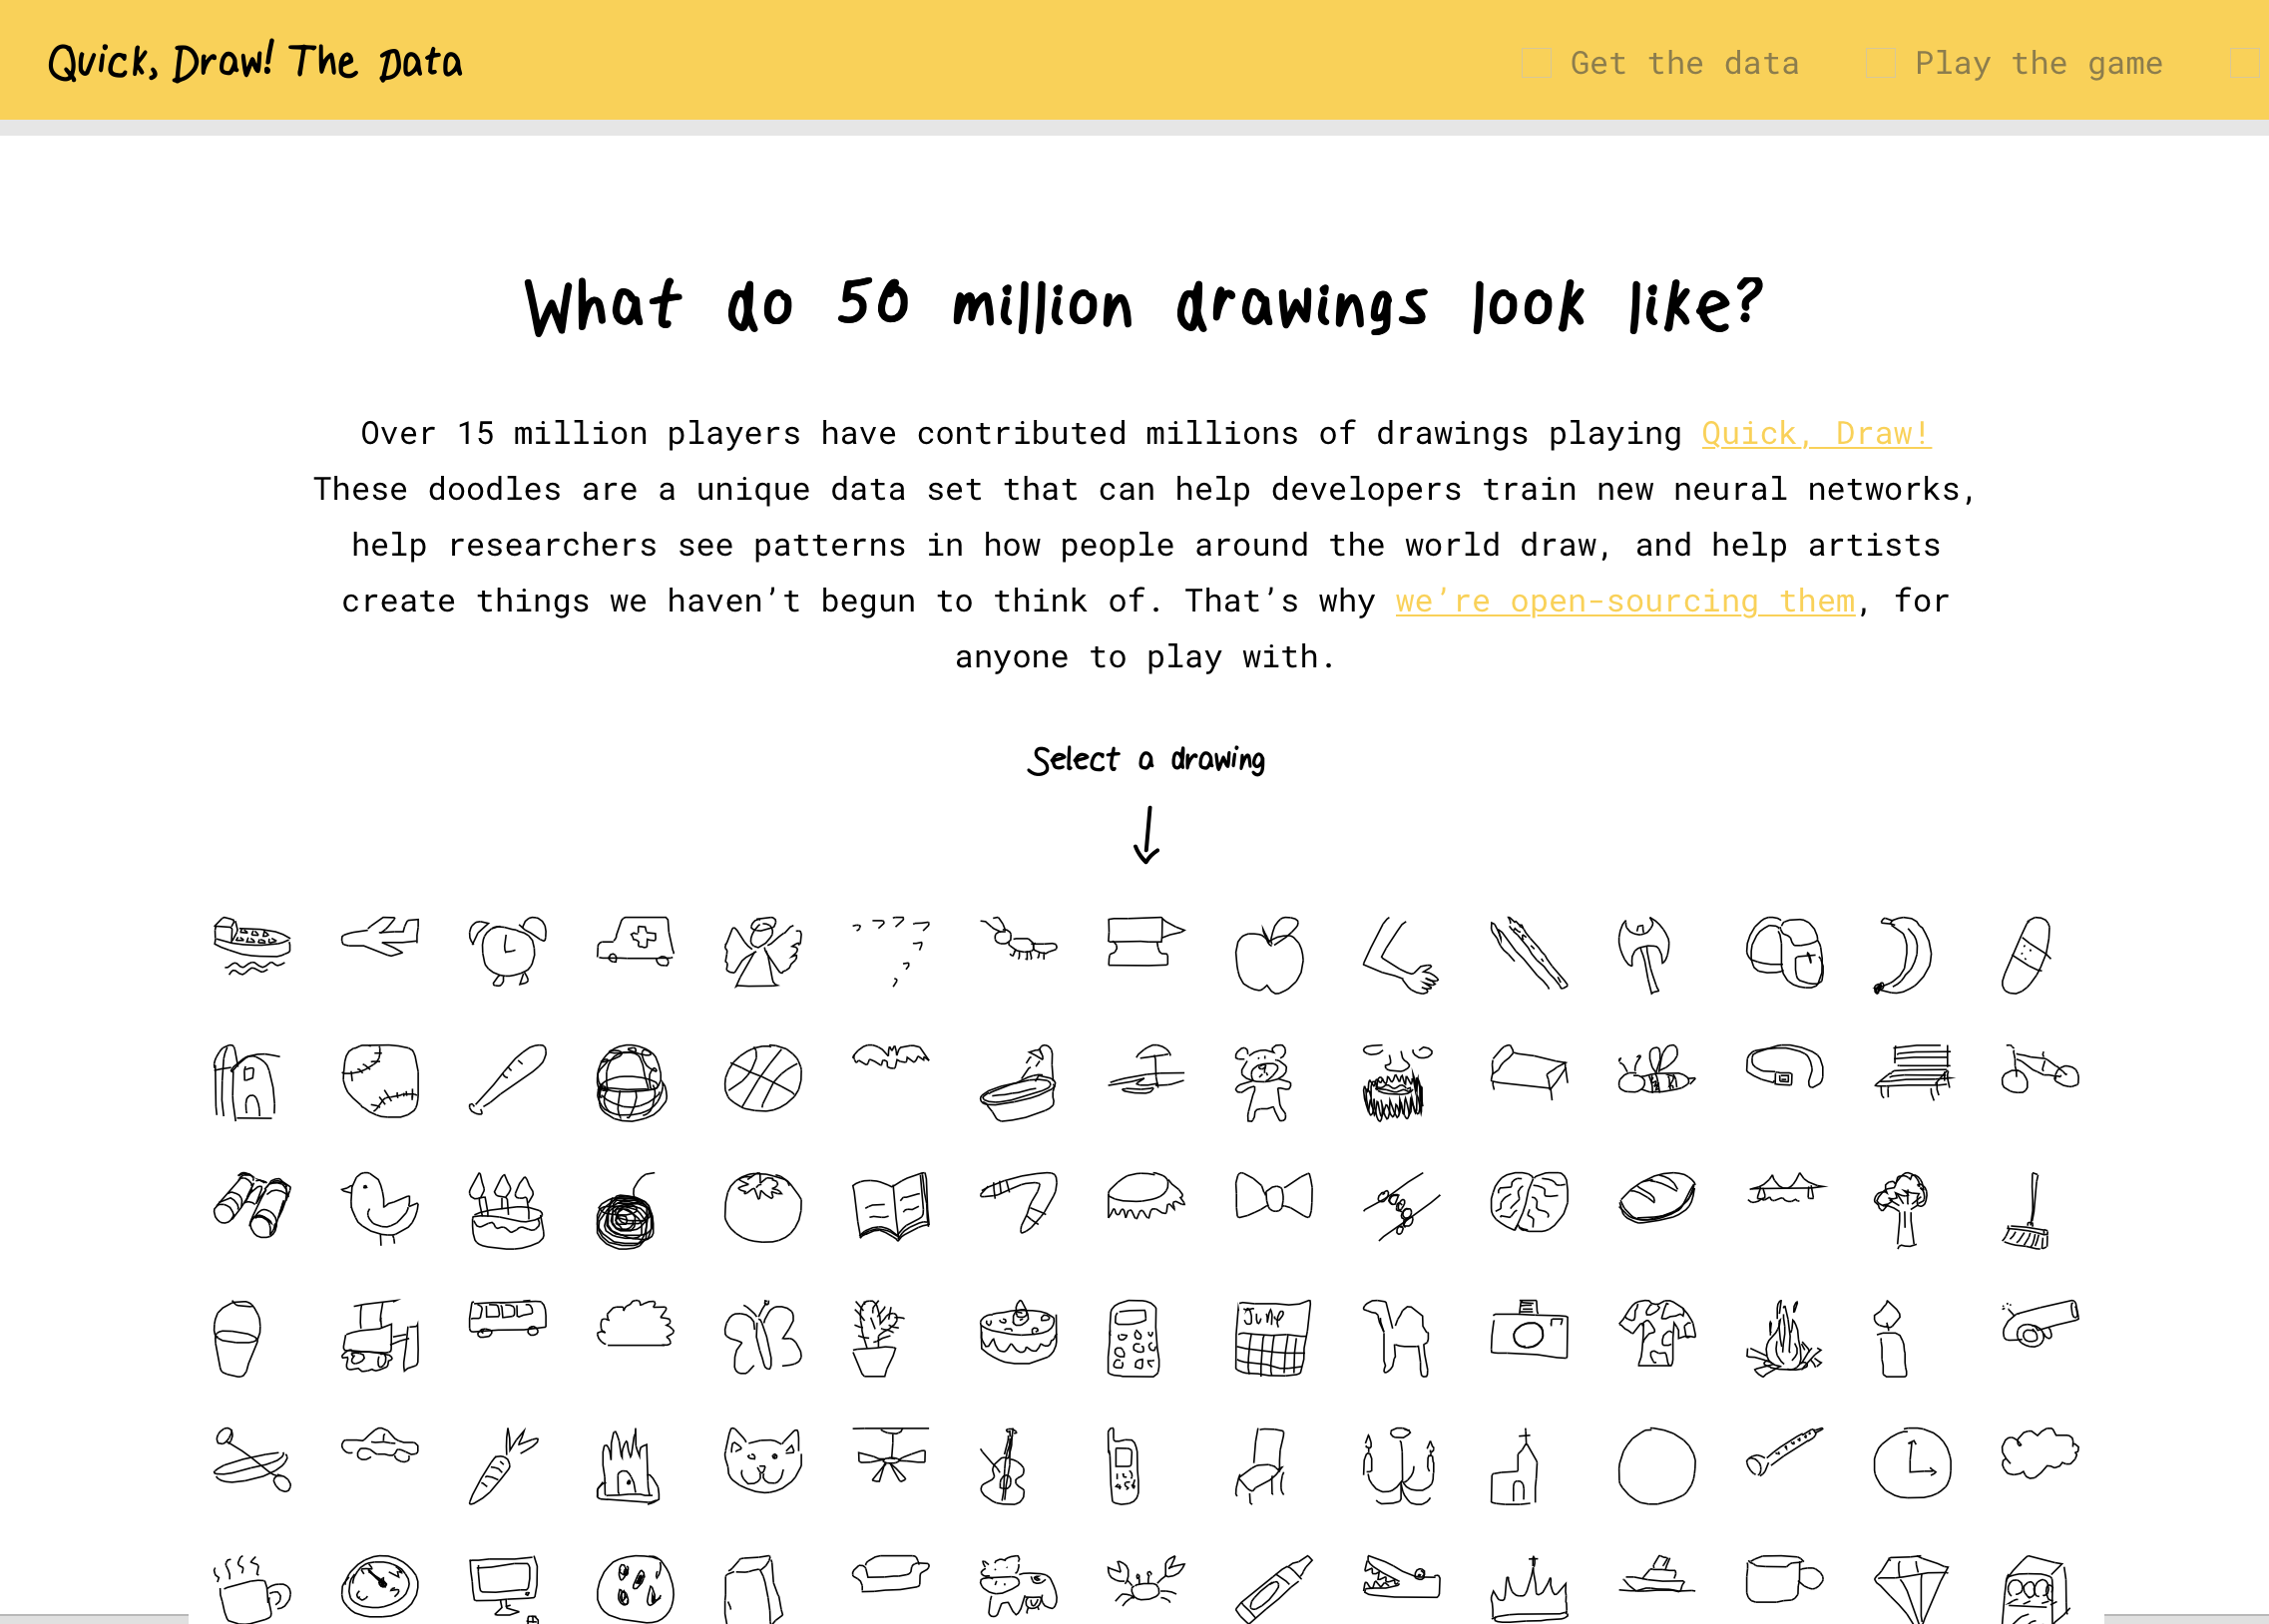 Quick, Draw! The Data
Get the data
Play the game
What do 50 million drawings look like?
Over 15 million players have contributed millions of drawings playing Quick, Draw!
These doodles are a unique data set that can help developers train new neural networks,
help researchers see patterns in how people around the world draw, and help artists
create things we haven’t begun to think of. That’s why we’re open-sourcing them, for
anyone to play with.
Select a drawing
June